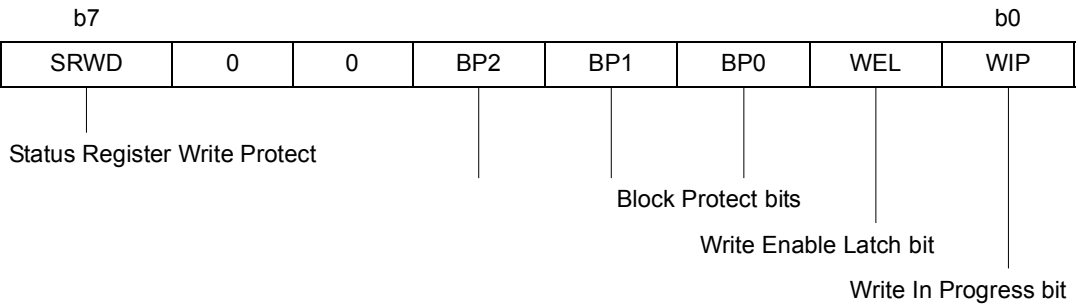 b7 b0
SRWD 0 0 BP2 BP1 BP0 WEL WIP
Status Register Write Protect
Block Protect bits
Write Enable Latch bit
Write In Progress bit